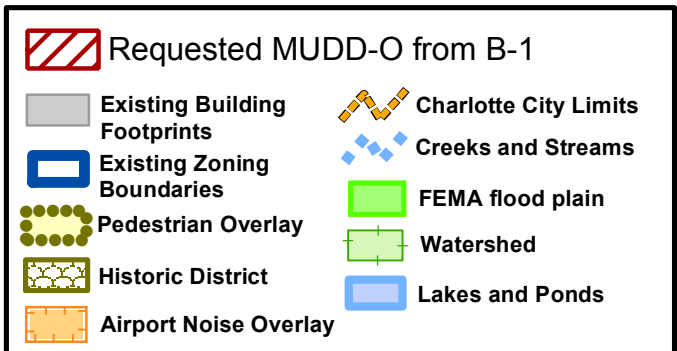 Requested MUDD-O from B-1
Existing Building
Footprints
Existing Zoning
Boundaries
Pedestrian Overlay
Historic District
Airport Noise Overlay
Charlotte City Limits
Creeks and Streams
FEMA flood plain
Watershed
Lakes and Ponds